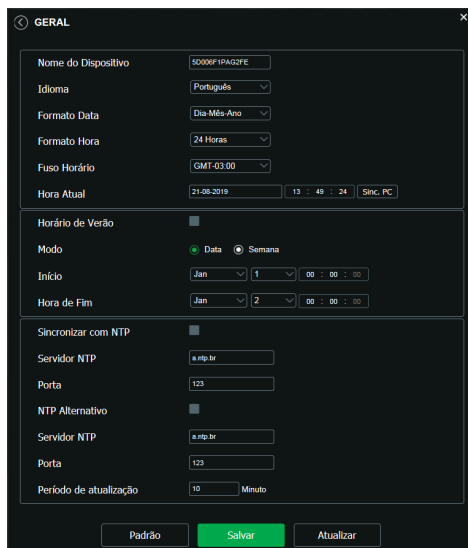 GERAL
×
Nome do Dispositivo 5D006F1PAG2FE
Idioma Português
Formato Data Dia-Mês-Ano
Formato Hora 24 Horas
Fuso Horário GMT-03:00
Hora Atual 21-08-2019 13 : 49 : 24 Sinc. PC
Horário de Verão
Modo Data Semana
Início Jan 1 00 : 00 : 00
Hora de Fim Jan 2 00 : 00 : 00
Sincronizar com NTP
Servidor NTP a.ntp.br
Porta 123
NTP Alternativo
Servidor NTP a.ntp.br
Porta 123
Período de atualização 10 Minuto
Padrão Salvar Atualizar